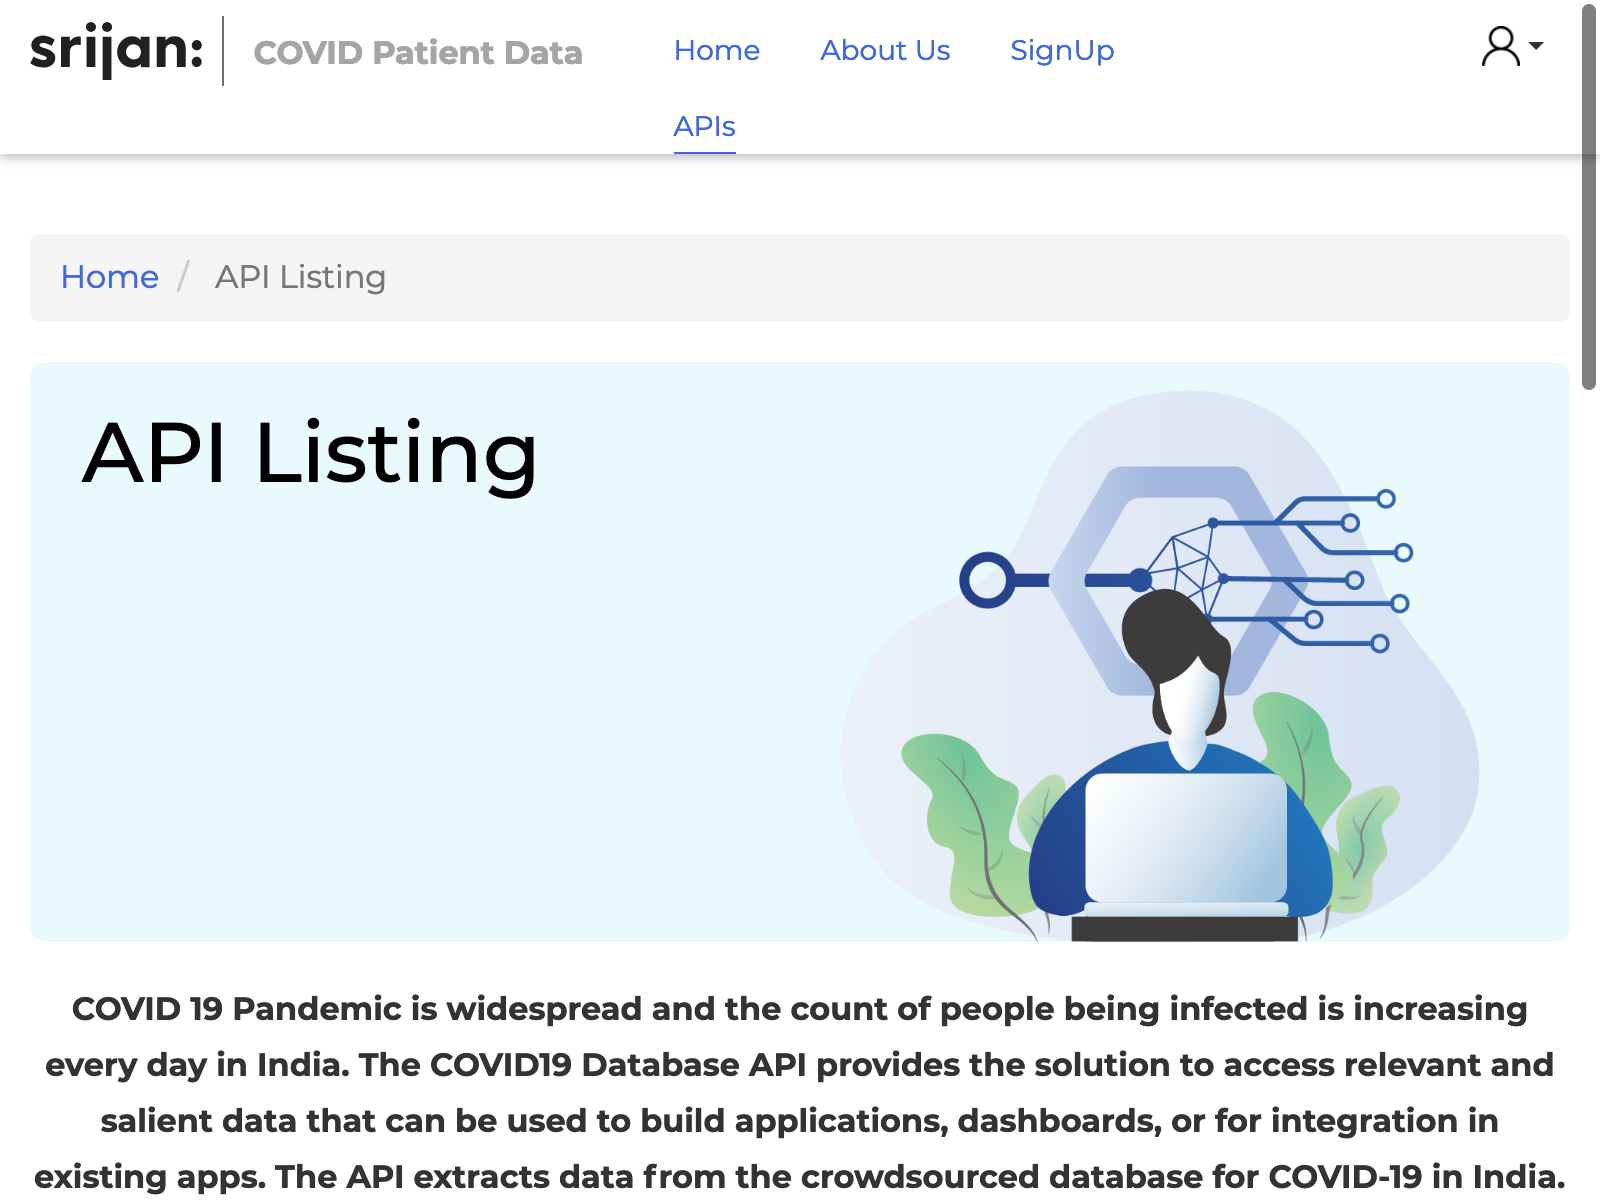 srijan: COVID Patient Data Home About Us SignUp
APIs
Home / API Listing
API Listing
COVID 19 Pandemic is widespread and the count of people being infected is increasing
every day in India. The COVID19 Database API provides the solution to access relevant and
salient data that can be used to build applications, dashboards, or for integration in
existing apps. The API extracts data from the crowdsourced database for COVID-19 in India.